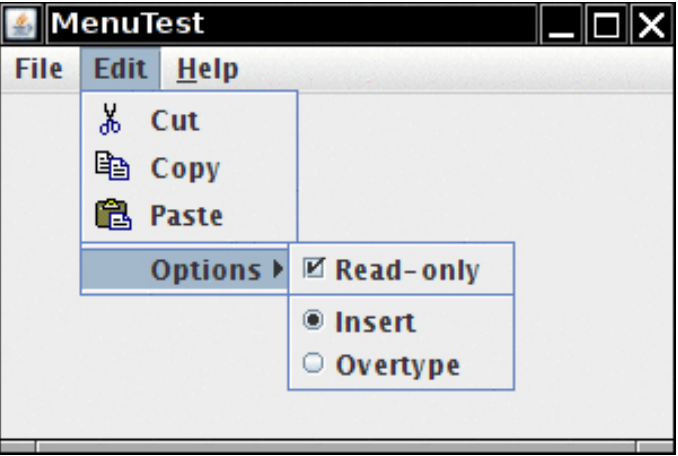 MenuTest
File Edit Help
Cut
Copy
Paste
Options
Read-only
Insert
Overtype